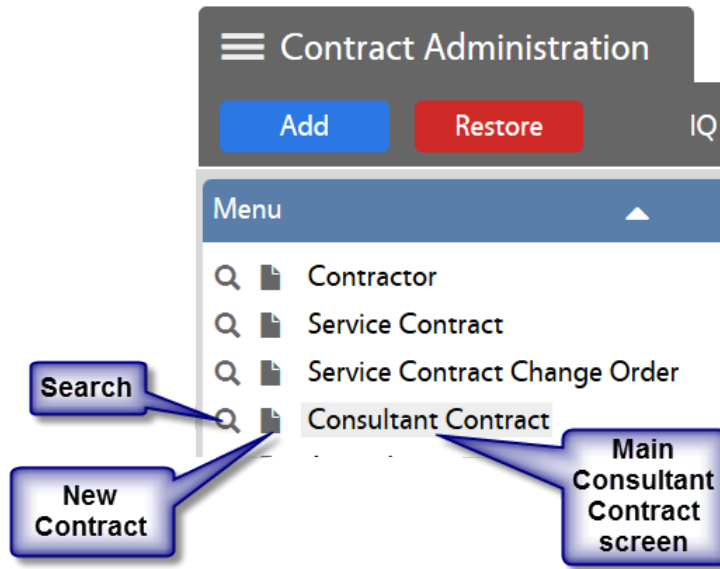 Contract Administration
Add
Restore
IQ
Menu
Contractor
Service Contract
Service Contract Change Order
Search
Consultant Contract
New
Contract
Main
Consultant
Contract
screen